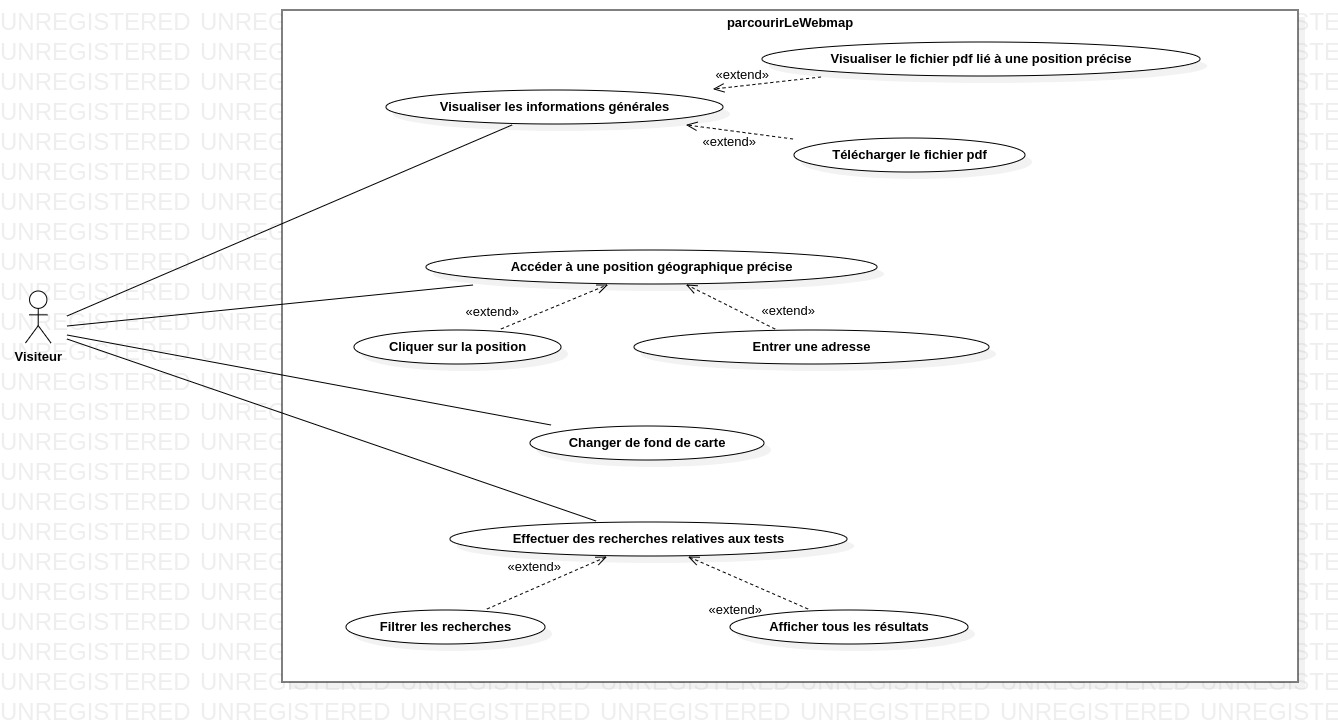 parcourirLeWebmap
Visualiser le fichier pdf lié à une position précise
«extend»
Visualiser les informations générales
«extend»
Télécharger le fichier pdf
Accéder à une position géographique précise
«extend»
«extend»
Cliquer sur la position
Entrer une adresse
Visiteur
Changer de fond de carte
Effectuer des recherches relatives aux tests
«extend»
«extend»
Filtrer les recherches
Afficher tous les résultats
UNREGISTERED UNREGISTERED UNREGISTERED UNREGISTERED UNREGISTERED UNREGISTERED